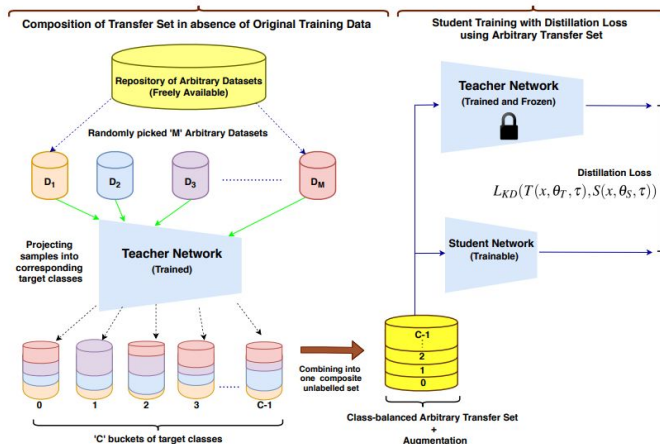 Composition of Transfer Set in absence of Original Training Data
Repository of Arbitrary Datasets
(Freely Available)
Randomly picked 'M' Arbitrary Datasets
D1
D2
D3
DM
Projecting
samples into
corresponding
target classes
Teacher Network
(Trained)
0
1
2
3
C-1
'C' buckets of target classes
Combining into
one composite
unlabelled set
Student Training with Distillation Loss
using Arbitrary Transfer Set
Teacher Network
(Trained and Frozen)
Distillation Loss
L_KD(T(x, θ_T, τ), S(x, θ_S, τ))
Student Network
(Trainable)
C-1
2
1
0
Class-balanced Arbitrary Transfer Set
+
Augmentation